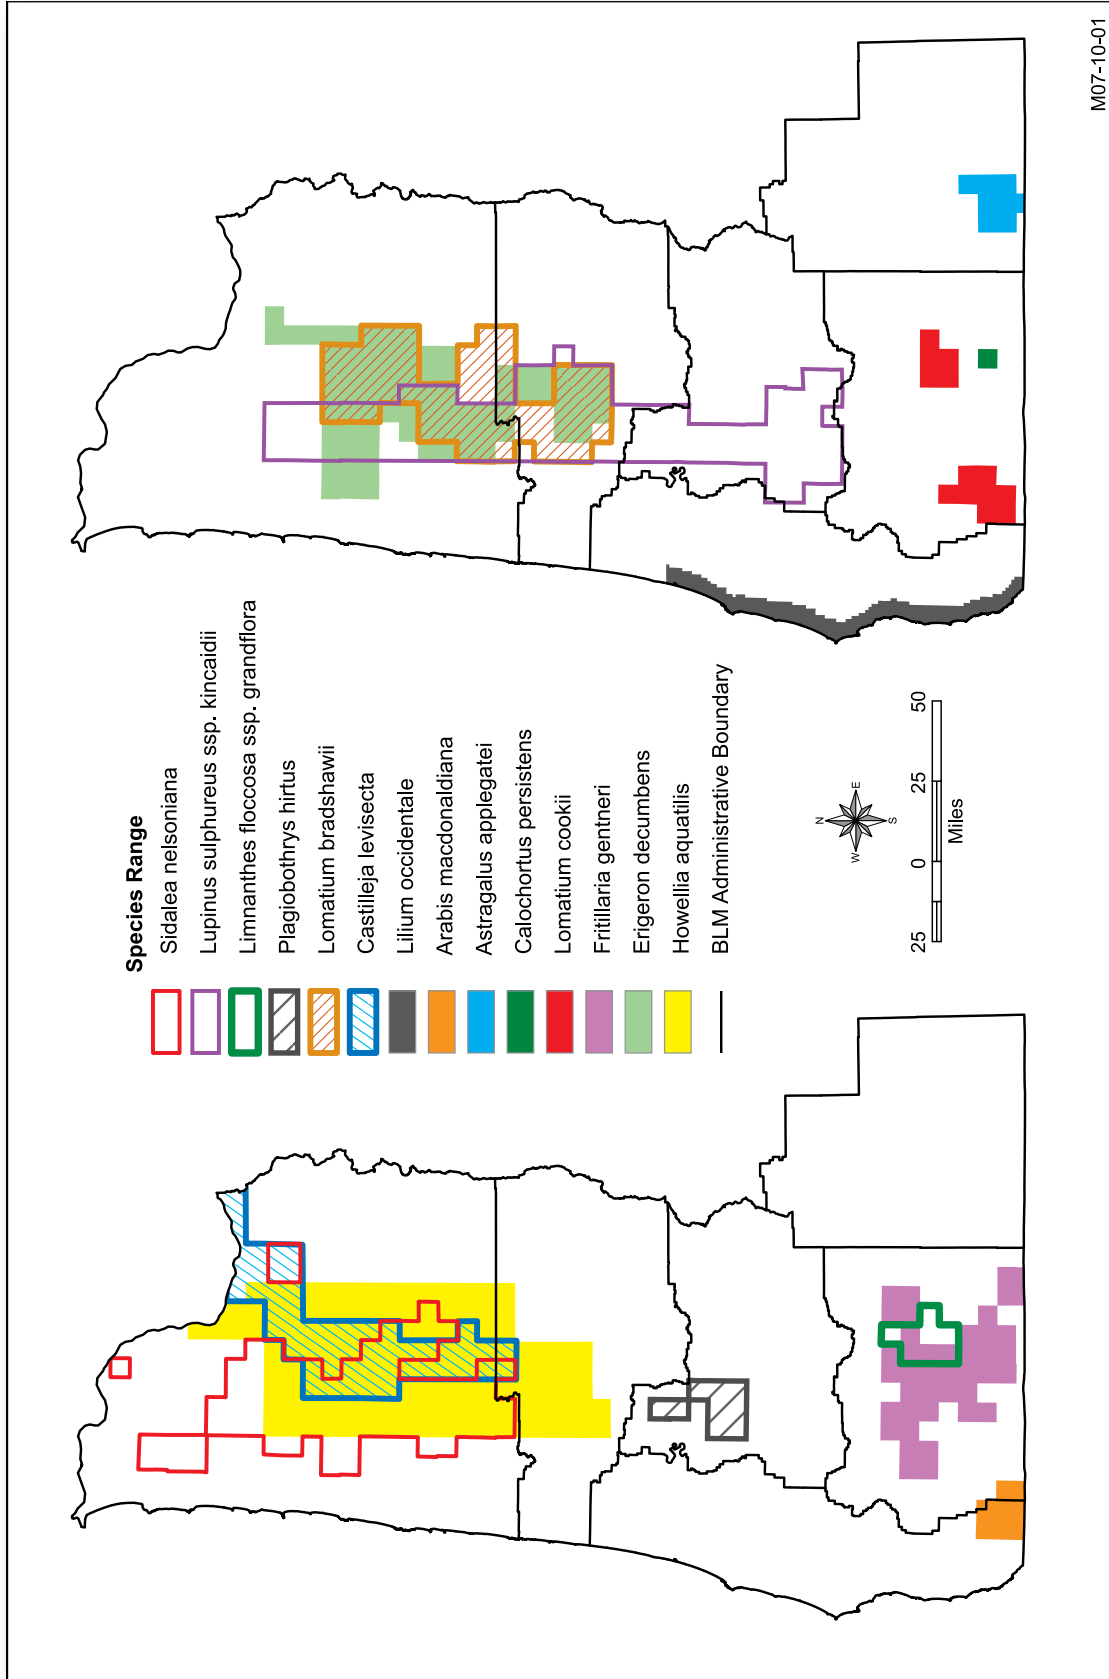 Species Range
Sidalea nelsoniana
Lupinus sulphureus ssp. kincaidii
Limnanthes floccosa ssp. grandflora
Plagiobothrys hirtus
Lomatium bradshawii
Castilleja levisecta
Lilium occidentale
Arabis macdonaldiana
Astragalus applegatei
Calochortus persistens
Lomatium cookii
Fritillaria gentneri
Erigeron decumbens
Howellia aquatilis
BLM Administrative Boundary
N
W E
S
25 0 25 50
Miles
M07-10-01